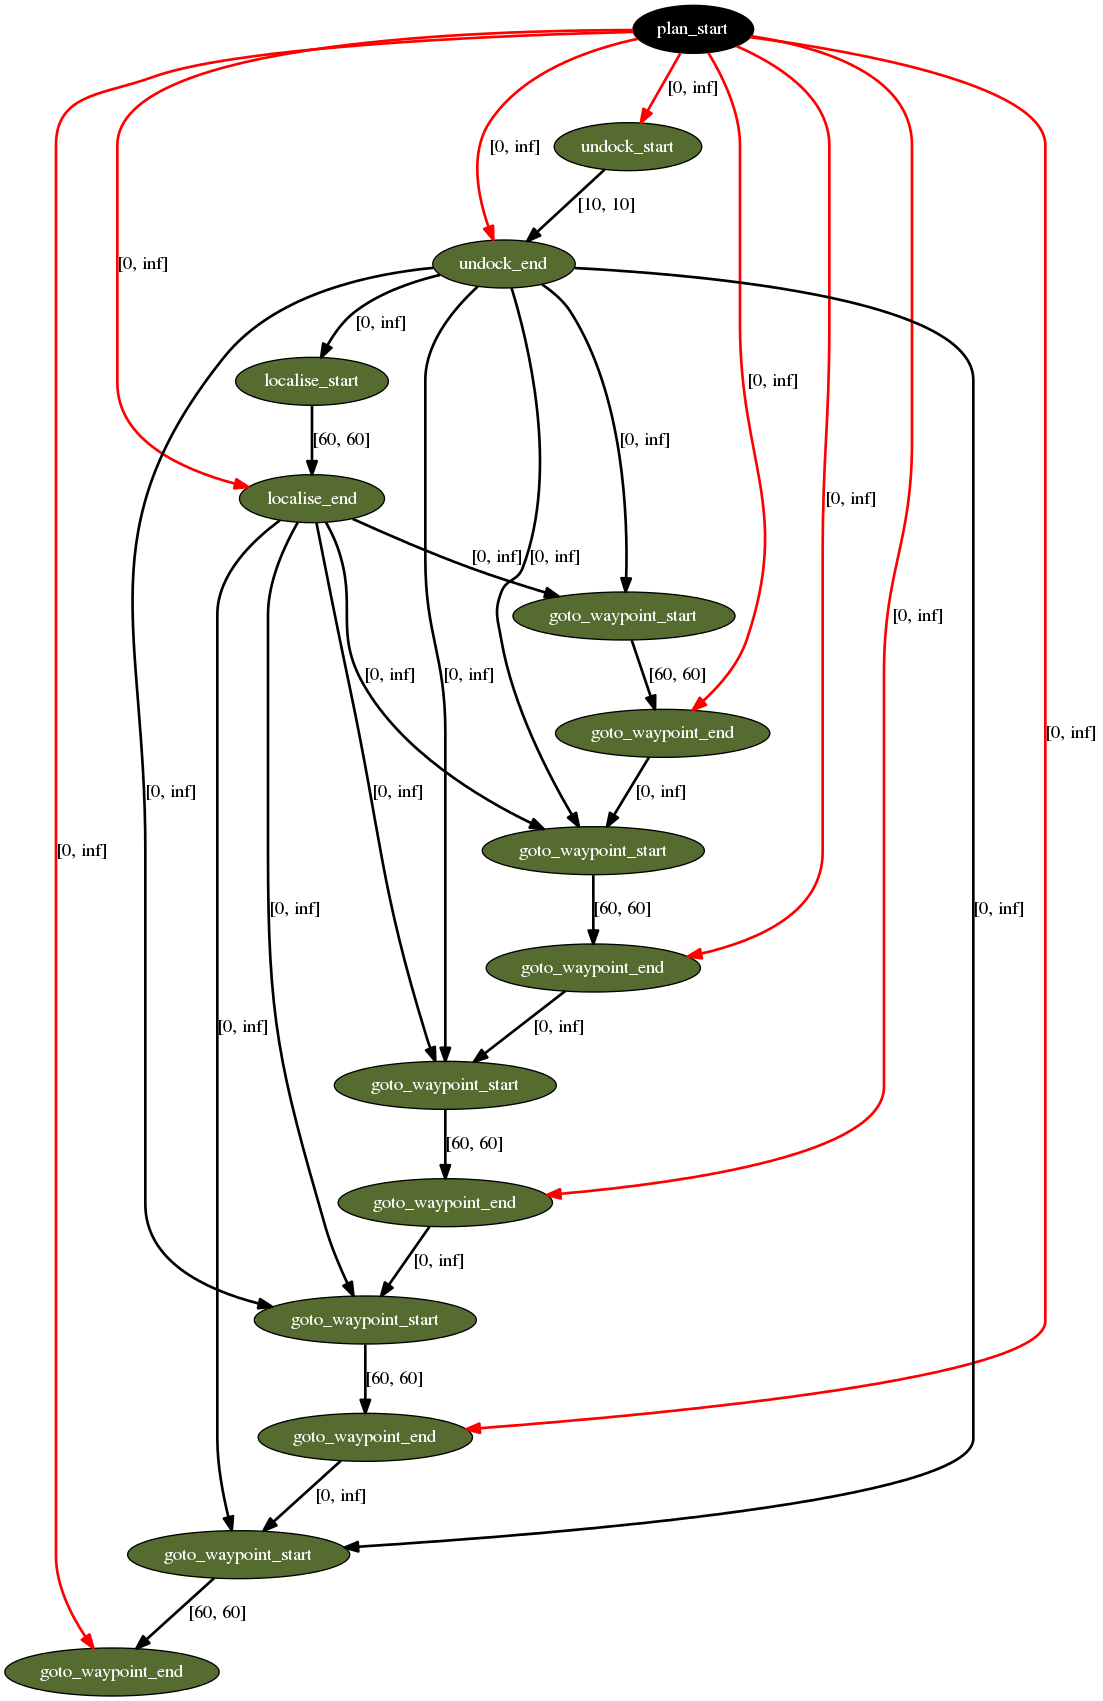 plan_start
[0, inf]
undock_start
[0, inf]
[10, 10]
undock_end
[0, inf]
[0, inf]
localise_start
[0, inf]
[60, 60]
[0, inf]
localise_end
[0, inf]
[0, inf]
[0, inf]
goto_waypoint_start
[0, inf]
[0, inf]
[0, inf]
[60, 60]
goto_waypoint_end
[0, inf]
[0, inf]
[0, inf]
[0, inf]
goto_waypoint_start
[0, inf]
[0, inf]
[60, 60]
[0, inf]
goto_waypoint_end
[0, inf]
[0, inf]
goto_waypoint_start
[60, 60]
goto_waypoint_end
[0, inf]
goto_waypoint_start
[60, 60]
goto_waypoint_end
[0, inf]
goto_waypoint_start
[60, 60]
goto_waypoint_end